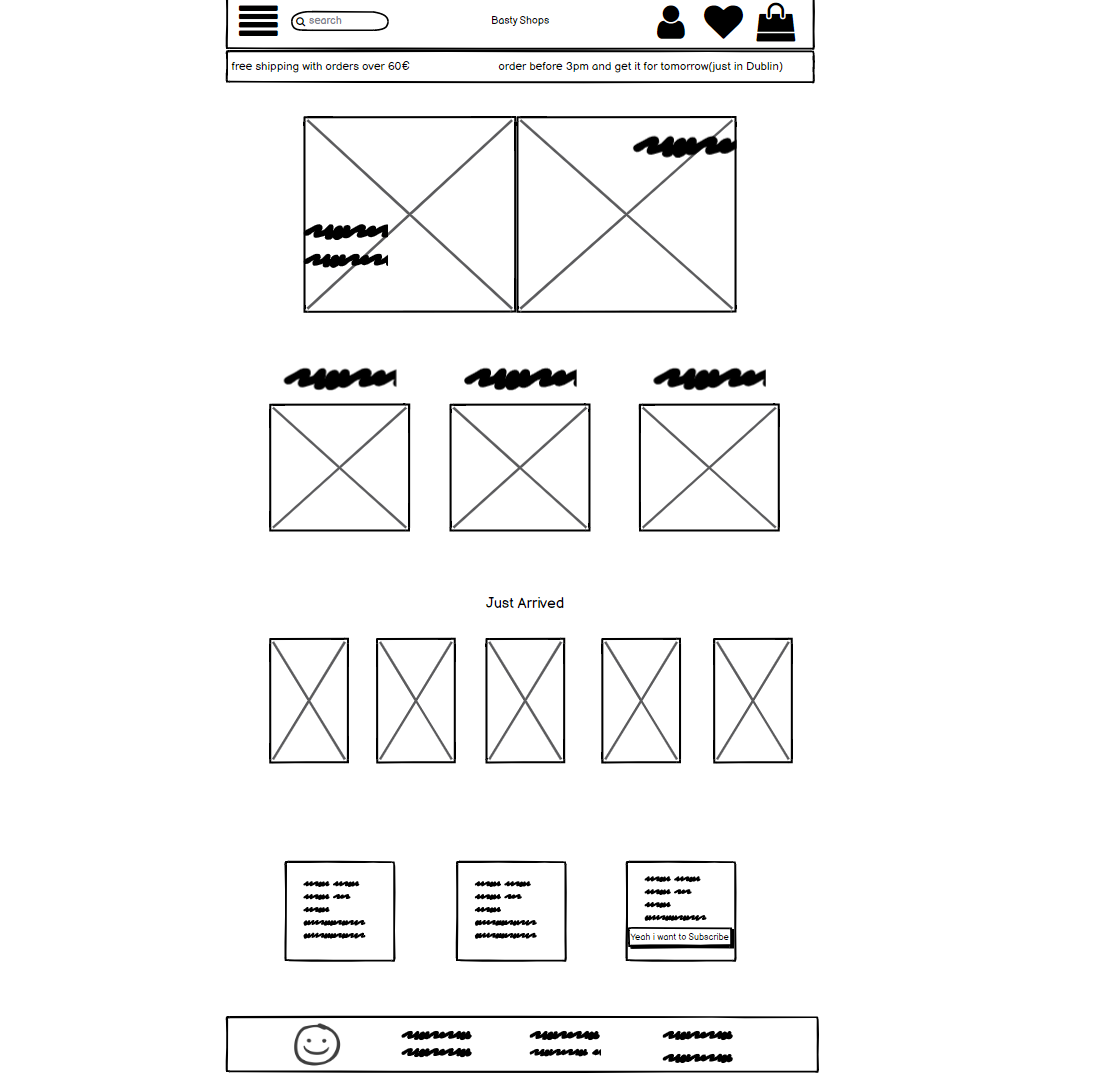 search
Basty Shops
free shipping with orders over 60€
order before 3pm and get it for tomorrow(just in Dublin)
Just Arrived
Yeah i want to Subscribe